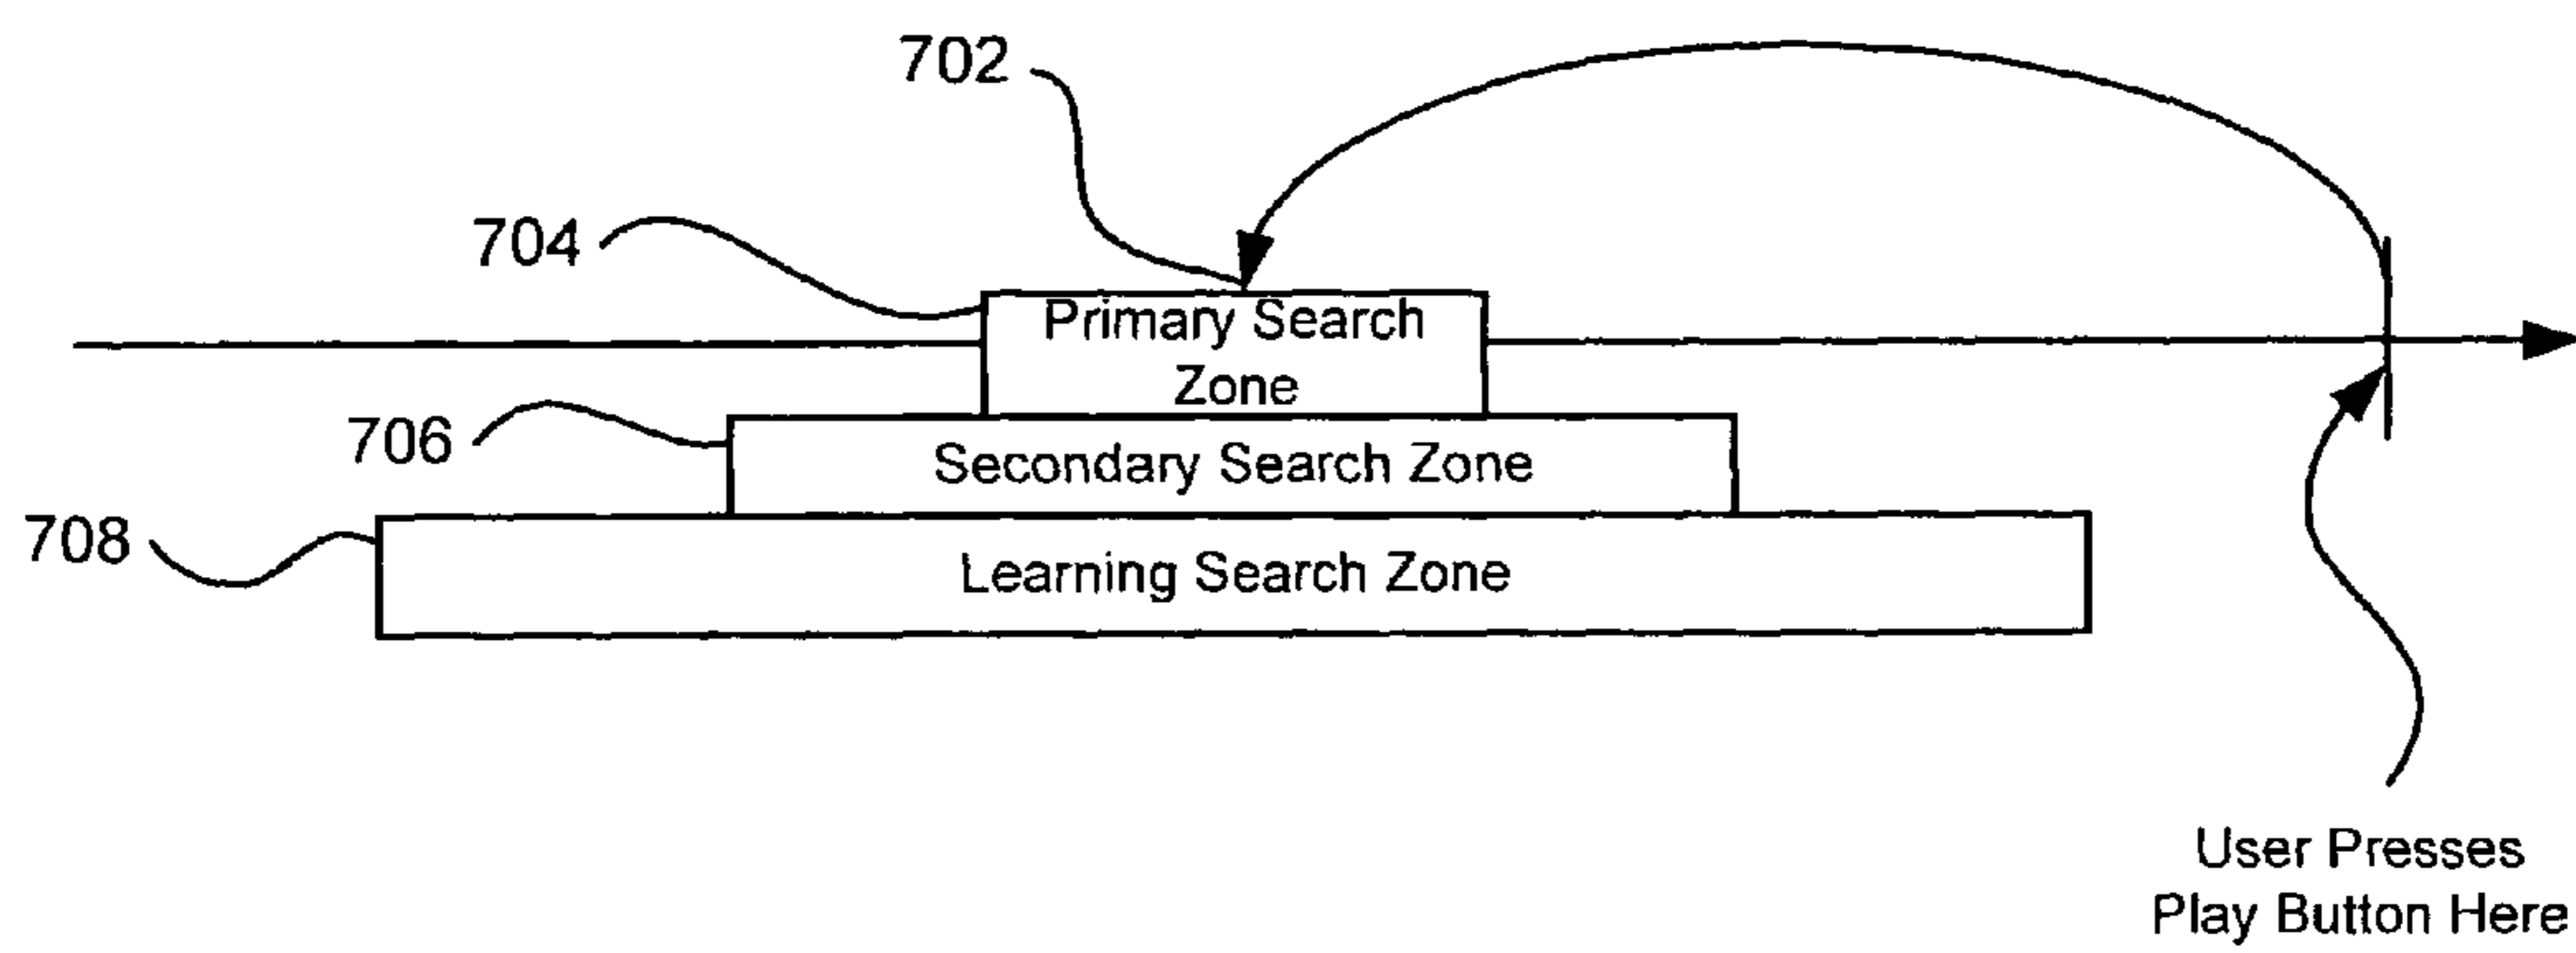 702
704
Primary Search
Zone
706
Secondary Search Zone
708
Learning Search Zone
User Presses
Play Button Here